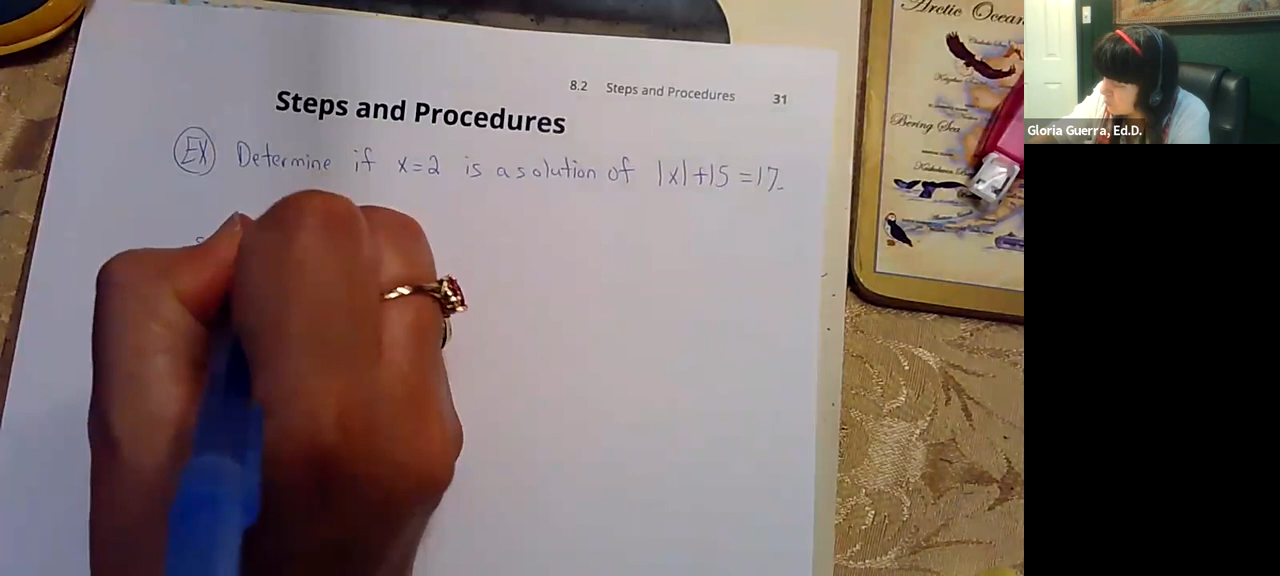 8.2 Steps and Procedures 31
Steps and Procedures
EX Determine if x=2 is a solution of |x|+15=17.
Arctic Ocean
Bering Sea
Gloria Guerra, Ed.D.